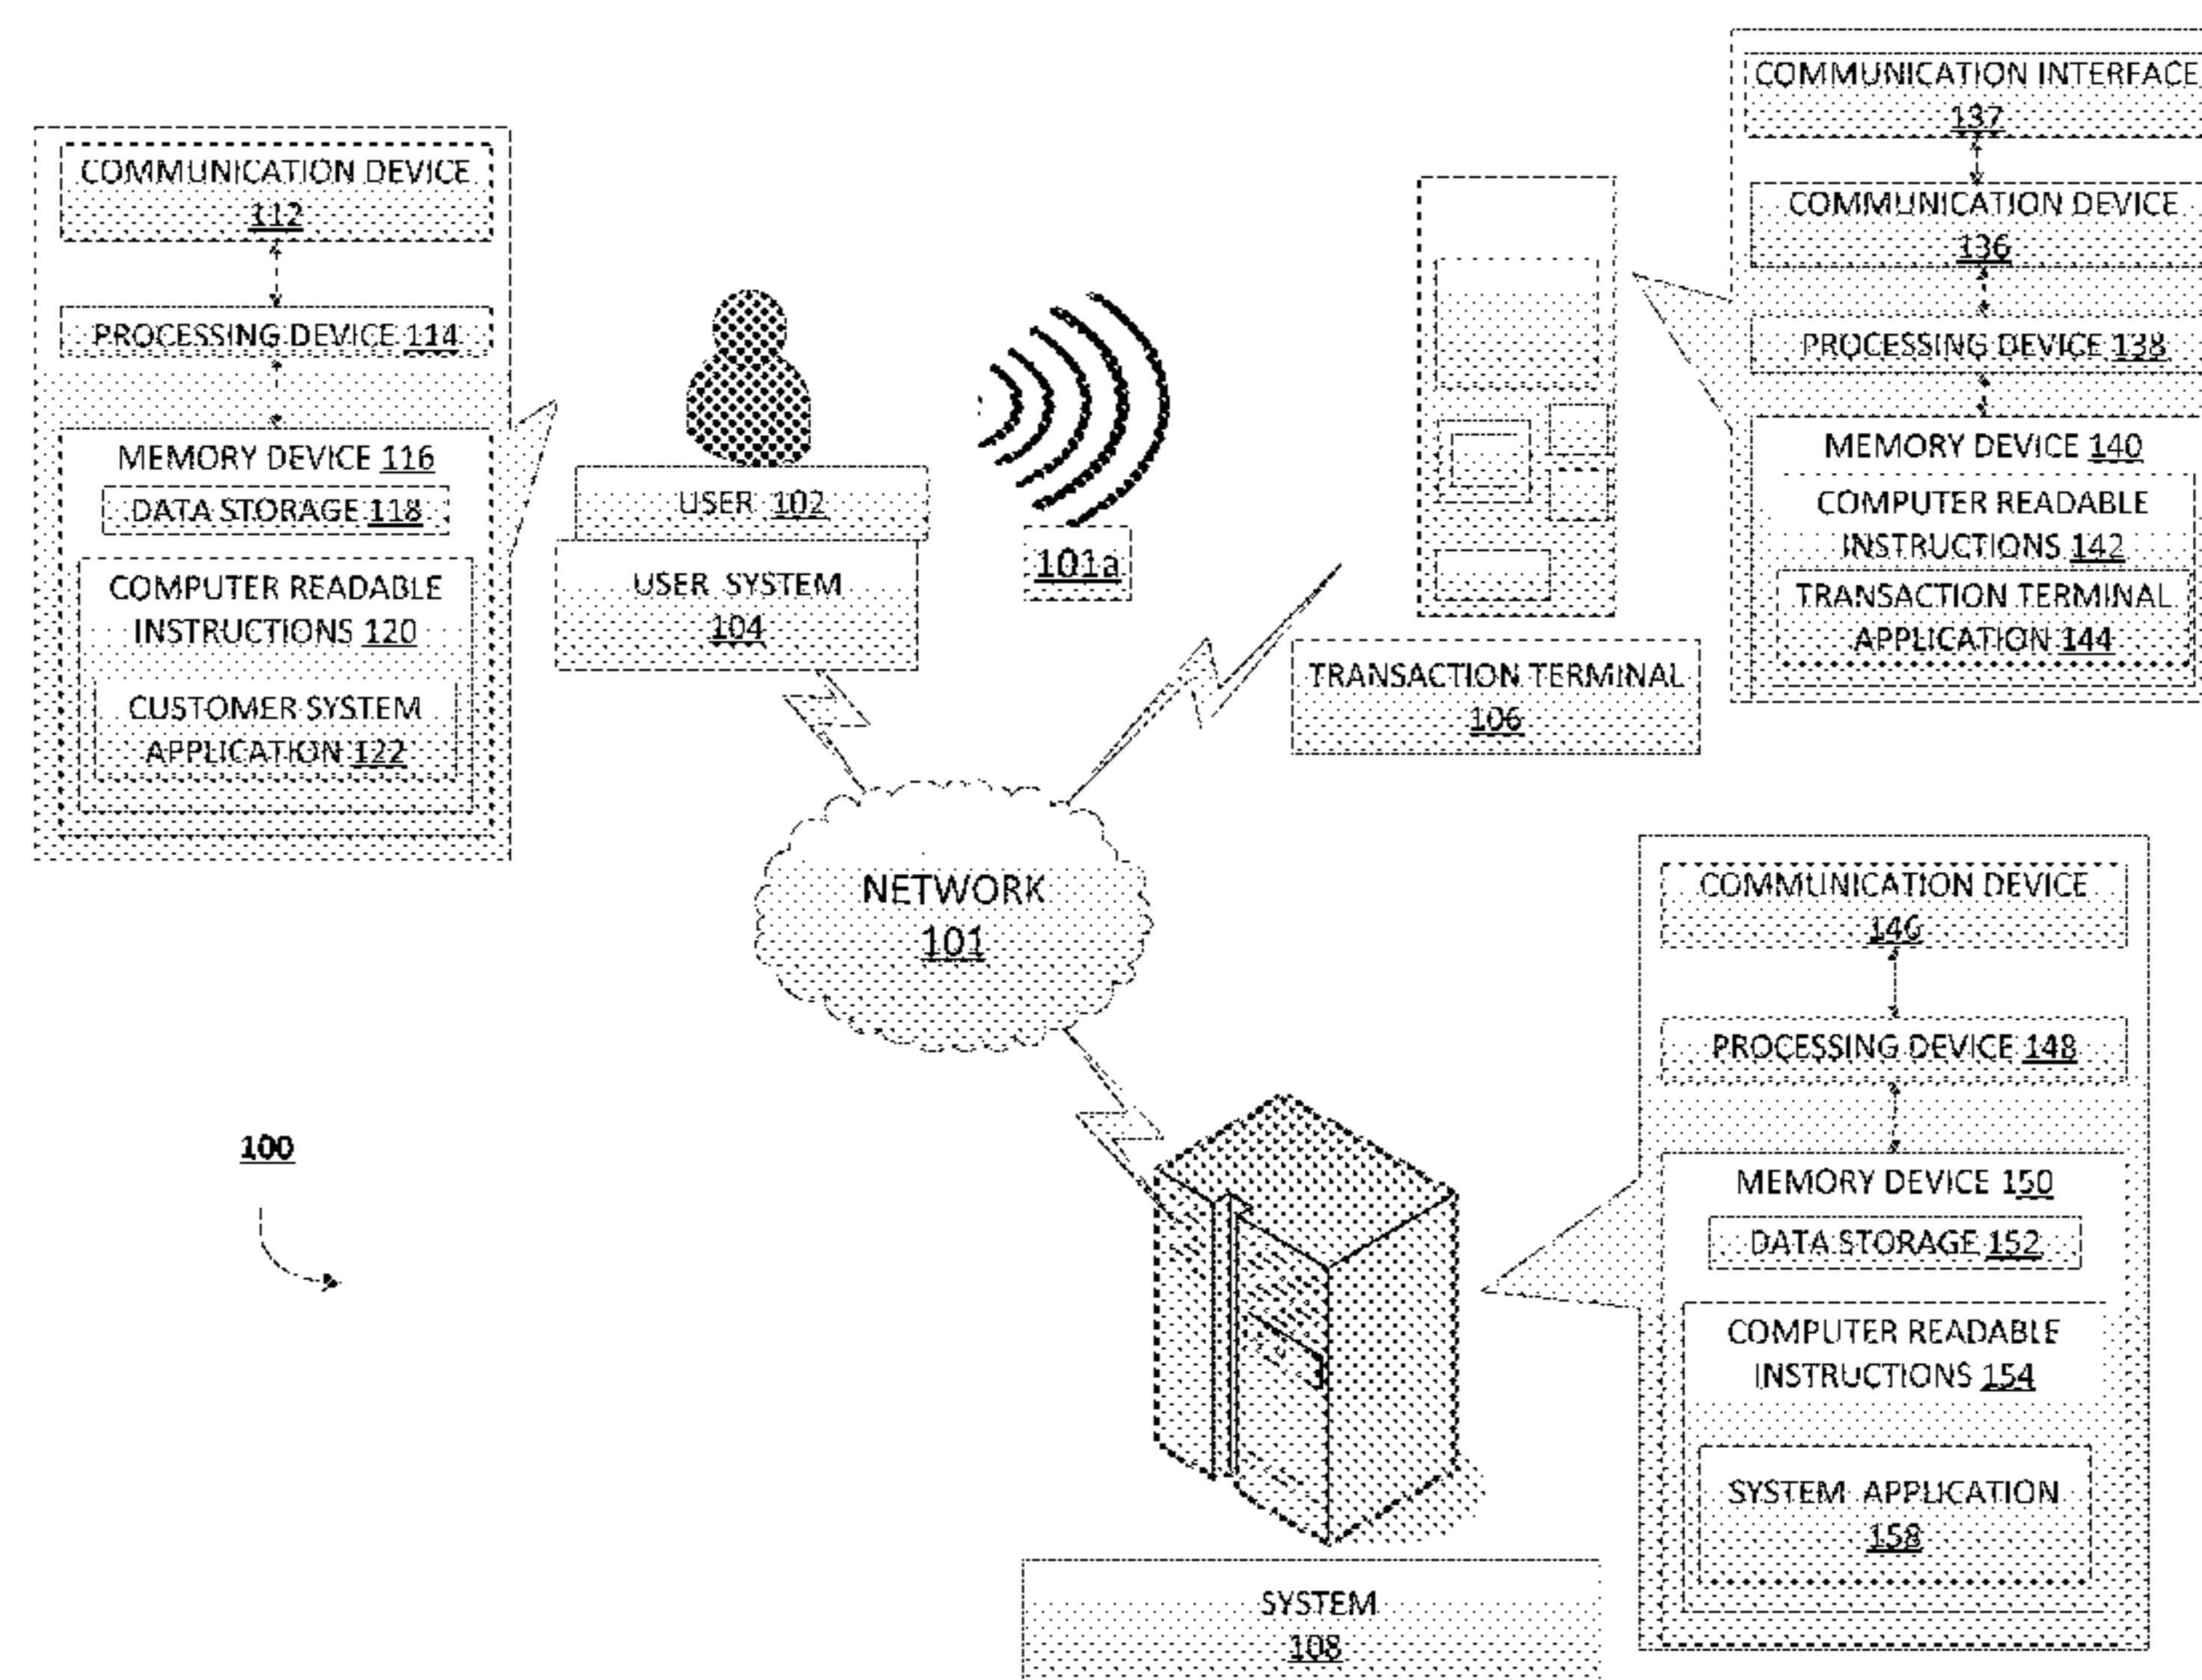 COMMUNICATION DEVICE
112
PROCESSING DEVICE 114
MEMORY DEVICE 116
DATA STORAGE 118
COMPUTER READABLE
INSTRUCTIONS 120
CUSTOMER SYSTEM
APPLICATION 122
USER 102
USER SYSTEM
104
101a
TRANSACTION TERMINAL
106
COMMUNICATION INTERFACE
137
COMMUNICATION DEVICE
136
PROCESSING DEVICE 138
MEMORY DEVICE 140
COMPUTER READABLE
INSTRUCTIONS 142
TRANSACTION TERMINAL
APPLICATION 144
NETWORK
101
100
COMMUNICATION DEVICE
146
PROCESSING DEVICE 148
MEMORY DEVICE 150
DATA STORAGE 152
COMPUTER READABLE
INSTRUCTIONS 154
SYSTEM APPLICATION
158
SYSTEM
108